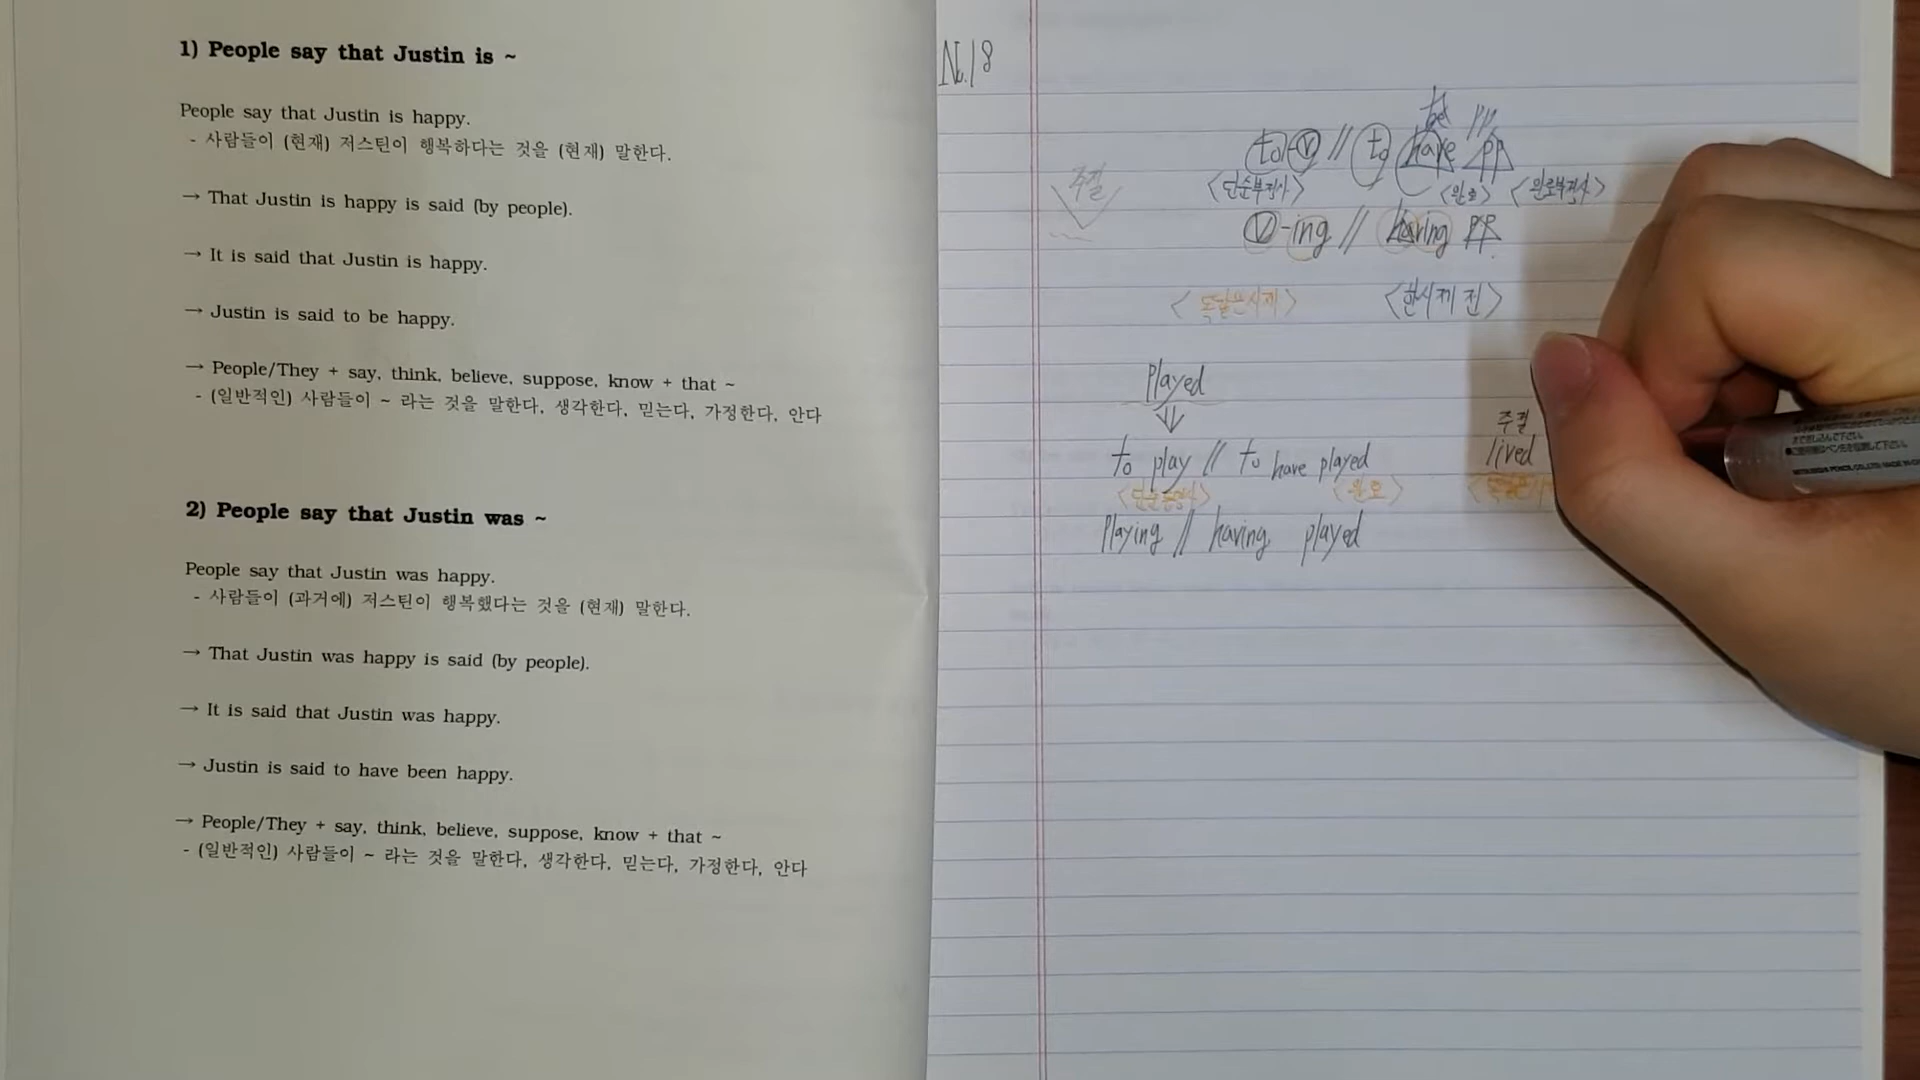 1) People say that Justin is ~
People say that Justin is happy.
- 사람들이 (현재) 저스틴이 행복하다는 것을 (현재) 말한다.
→ That Justin is happy is said (by people).
→ It is said that Justin is happy.
→ Justin is said to be happy.
→ People/They + say, think, believe, suppose, know + that ~
- (일반적인) 사람들이 ~ 라는 것을 말한다, 생각한다, 믿는다, 가정한다, 안다
2) People say that Justin was ~
People say that Justin was happy.
- 사람들이 (과거에) 저스틴이 행복했다는 것을 (현재) 말한다.
→ That Justin was happy is said (by people).
→ It is said that Justin was happy.
→ Justin is said to have been happy.
→ People/They + say, think, believe, suppose, know + that ~
- (일반적인) 사람들이 ~ 라는 것을 말한다, 생각한다, 믿는다, 가정한다, 안다
N.18
to-V // to have pp
주절
<단순부정사> <완료> <완료부정사>
V-ing // having PP
<똑같은시제> <한시제 전>
Played
주절
to play // to have played
lived
<완료>
Playing // having played